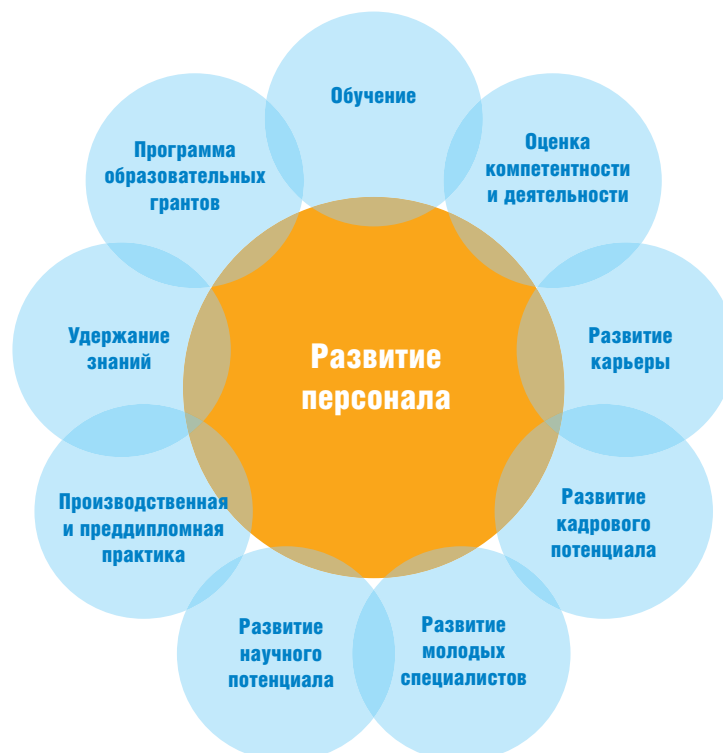 Обучение
Оценка
компетентности
и деятельности
Развитие
карьеры
Развитие
кадрового
потенциала
Развитие
молодых
специалистов
Развитие
научного
потенциала
Производственная
и преддипломная
практика
Удержание
знаний
Программа
образовательных
грантов
Развитие
персонала